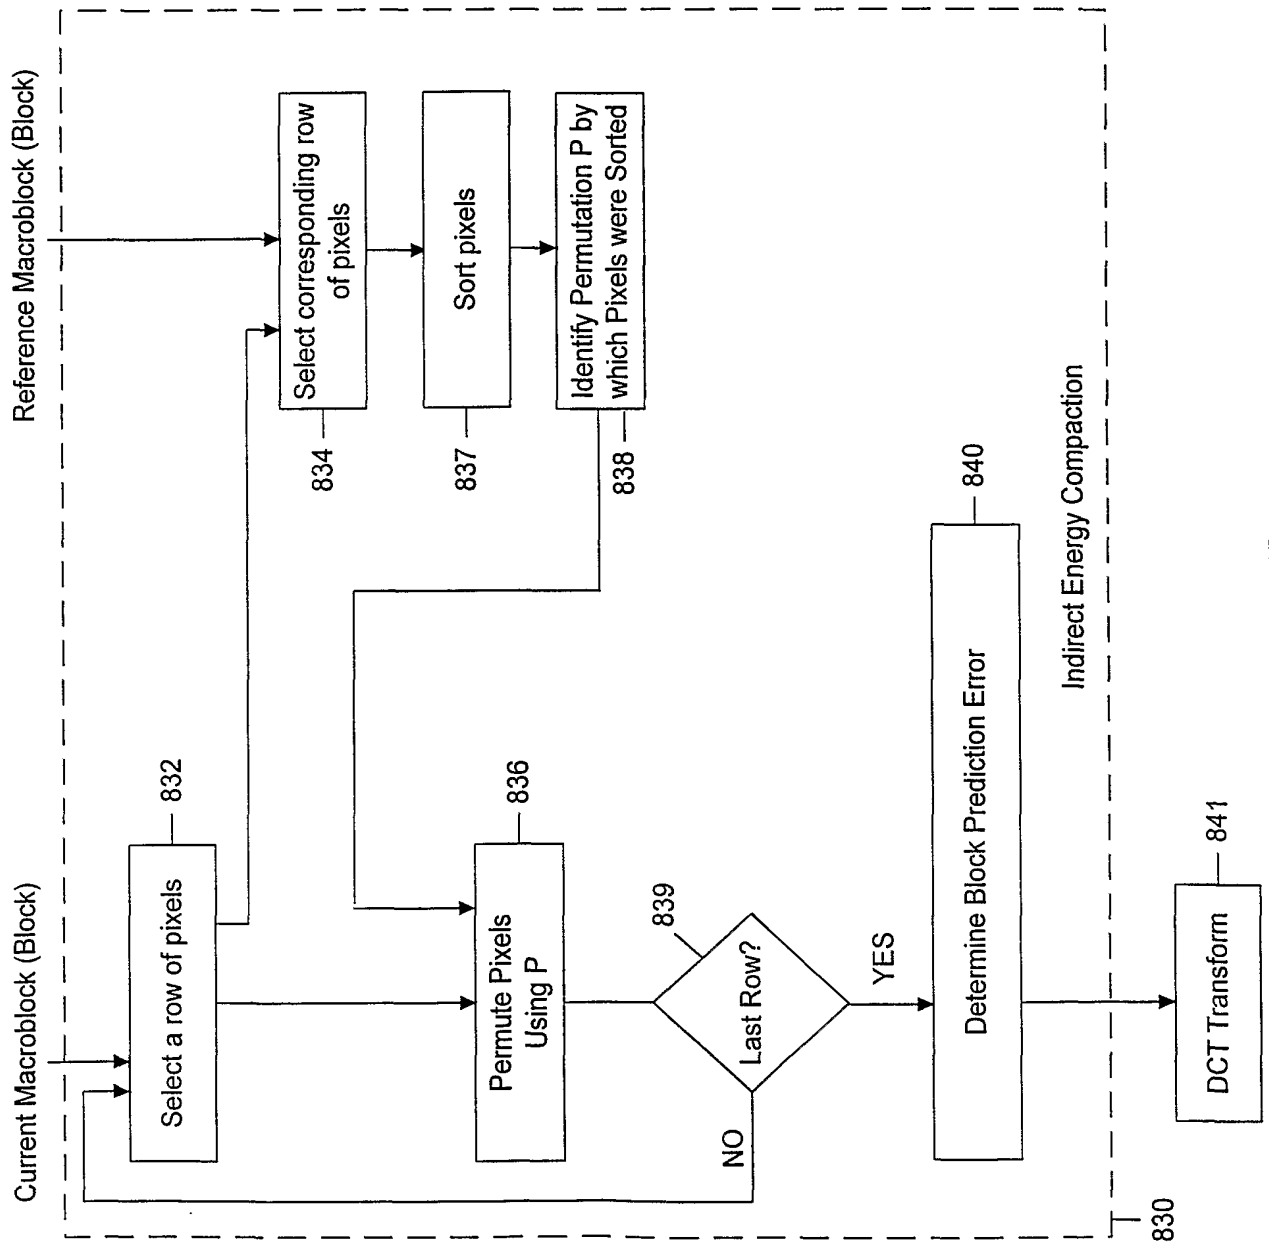 Current Macroblock (Block)
Reference Macroblock (Block)
Select a row of pixels
832
Select corresponding row
of pixels
834
Sort pixels
837
Identify Permutation P by
which Pixels were Sorted
838
Permute Pixels
Using P
836
Last Row?
839
NO
YES
Determine Block Prediction Error
840
Indirect Energy Compaction
830
DCT Transform
841